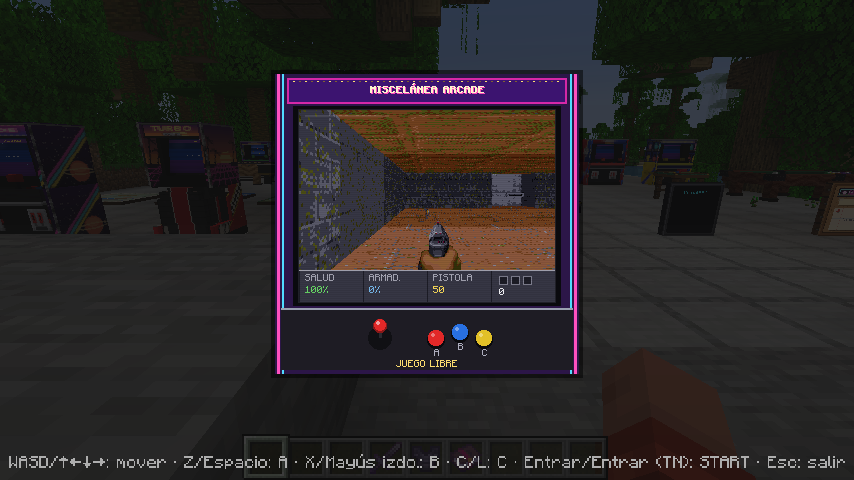 MISCELÁNEA ARCADE
TURBO
SALUD
100%
ARMAD.
0%
PISTOLA
50
0
A
B
C
JUEGO LIBRE
WASD/↑←↓→: mover · Z/Espacio: A · X/Mayús izdo.: B · C/L: C · Entrar/Entrar (TN): START · Esc: salir